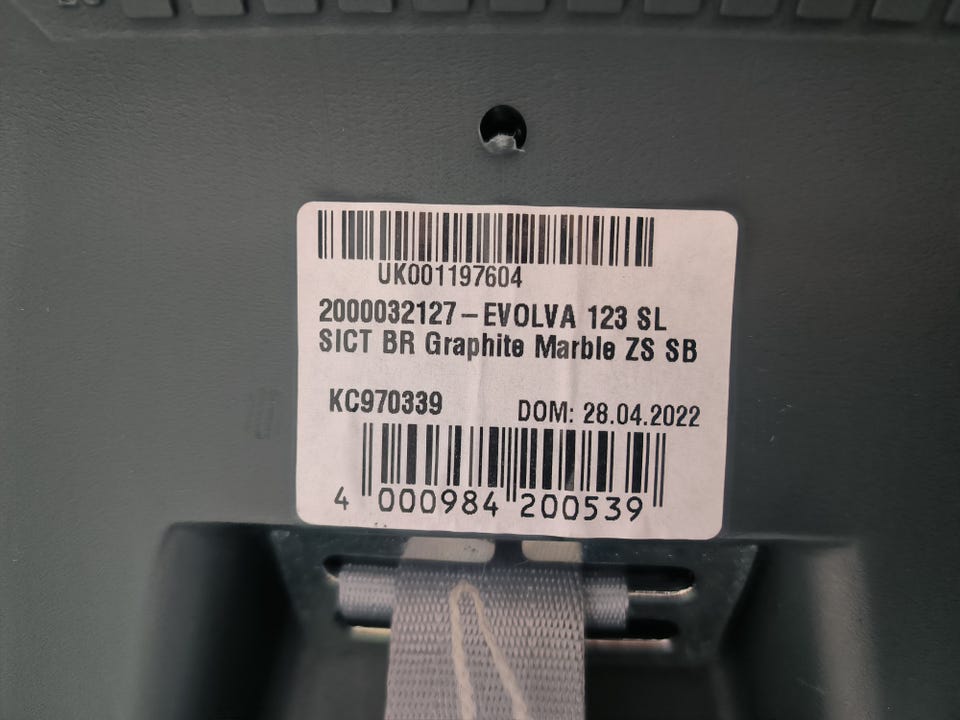 UK001197604
2000032127 – EVOLVA 123 SL
SICT BR Graphite Marble ZS SB
KC970339 DOM: 28.04.2022
4 000984 200539